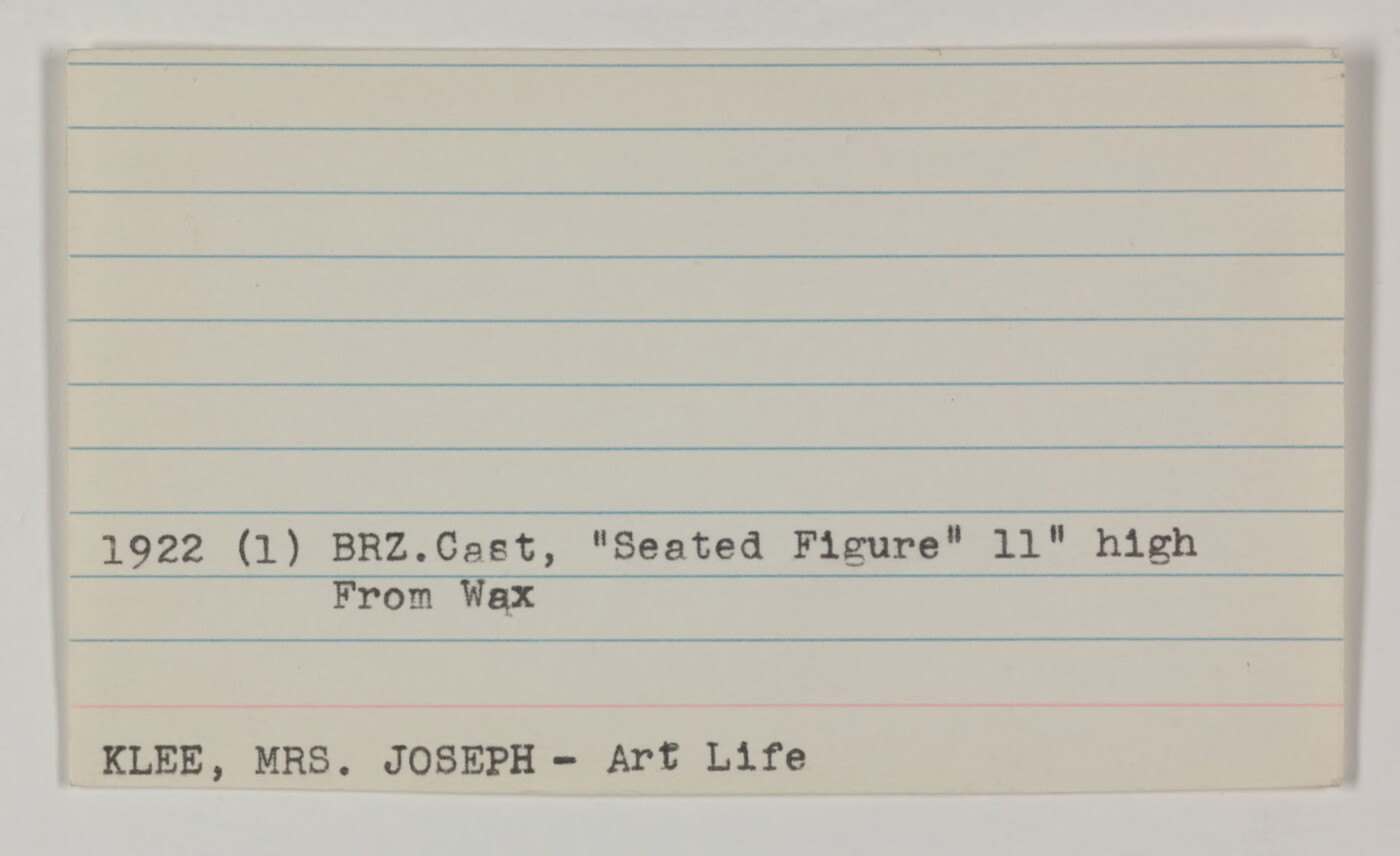 1922 (1) BRZ.Cast, "Seated Figure" 11" high
From Wax
KLEE, MRS. JOSEPH - Art Life